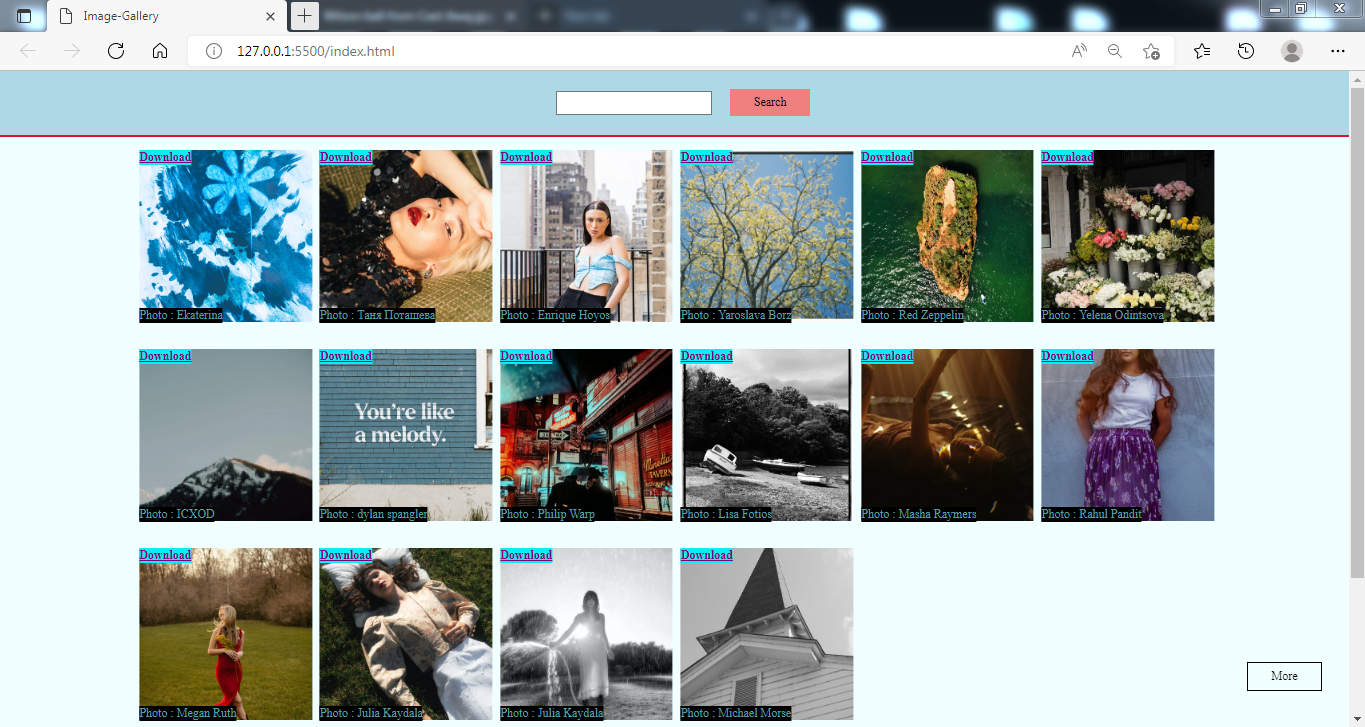 Image-Gallery
127.0.0.1:5500/index.html
Search
Download Download Download Download Download Download
Photo : Ekaterina Photo : Таня Поташева Photo : Enrique Hoyos Photo : Yaroslava Borz Photo : Red Zeppelin Photo : Yelena Odintsova
Download Download Download Download Download Download
You're like
a melody.
Photo : ICXOD Photo : dylan spangler Photo : Philip Warp Photo : Lisa Fotios Photo : Masha Raymers Photo : Rahul Pandit
Download Download Download Download
More
Photo : Megan Ruth Photo : Julia Kaydala Photo : Julia Kaydala Photo : Michael Morse